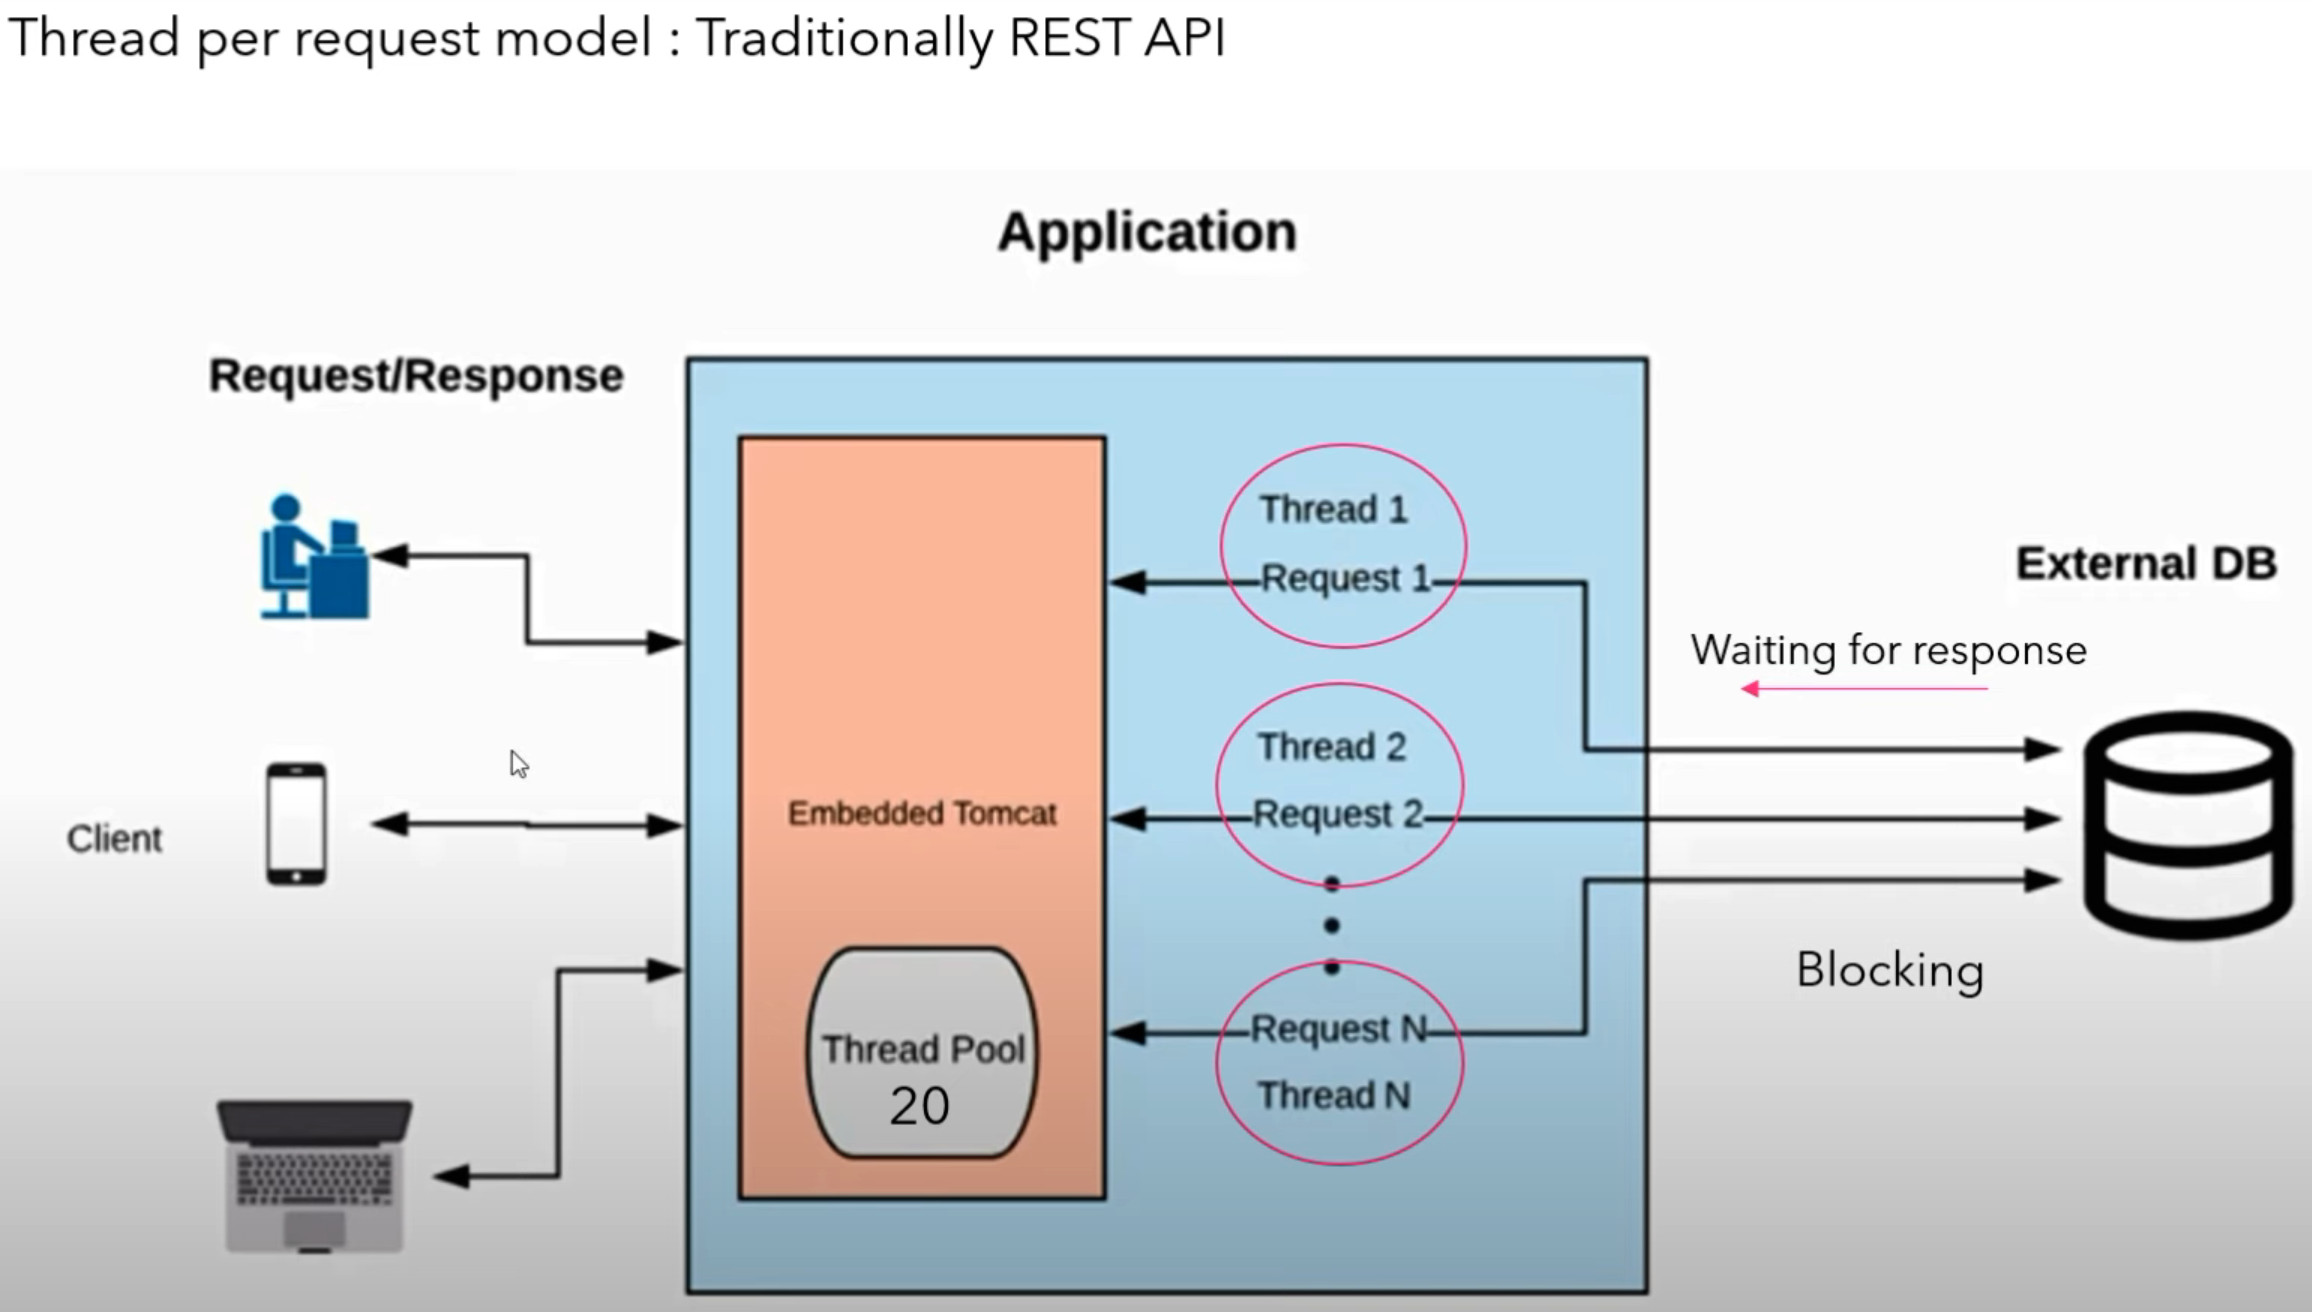 Thread per request model : Traditionally REST API
Application
Request/Response
Thread 1
Request 1
External DB
Waiting for response
Thread 2
Request 2
Embedded Tomcat
Client
Blocking
Request N
Thread Pool
20
Thread N